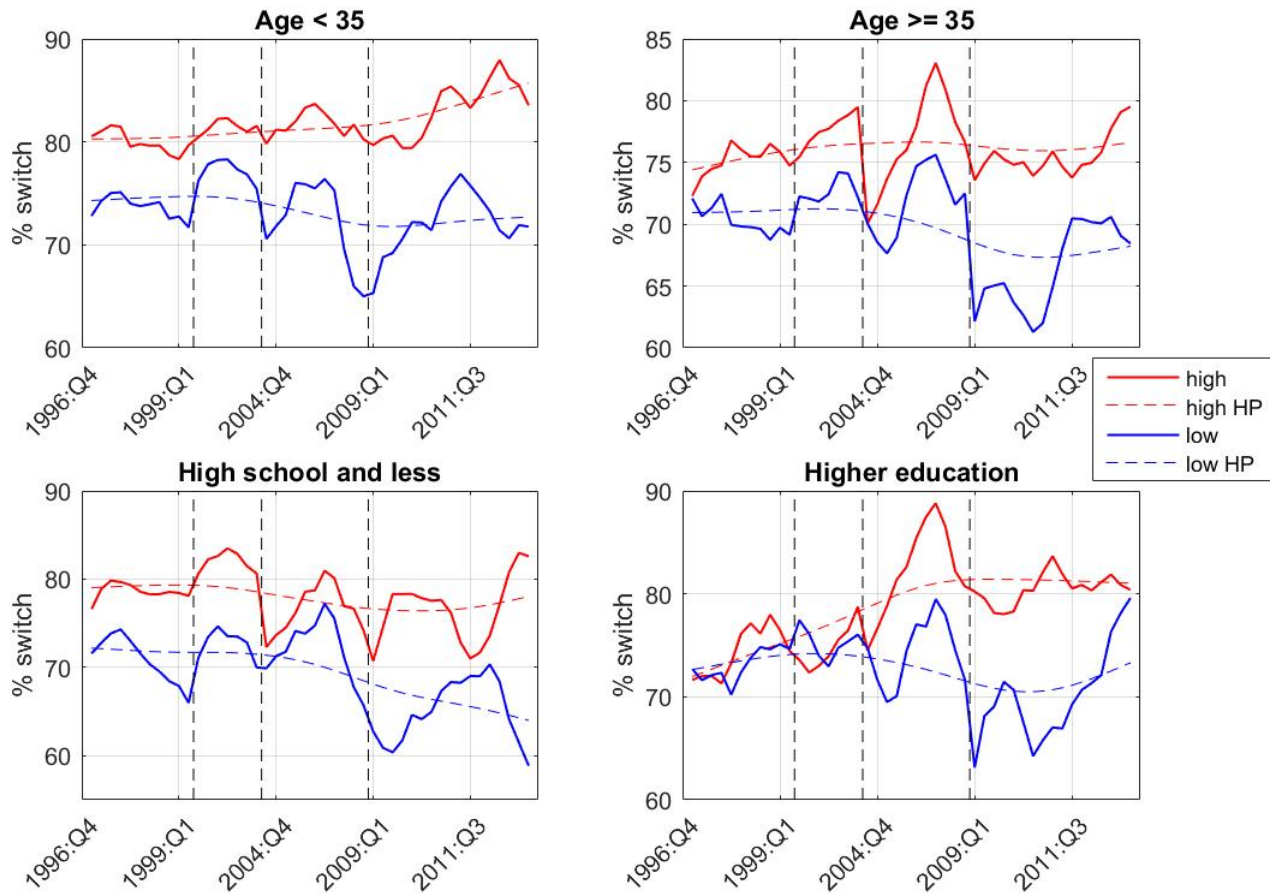 Age < 35
90
80
70
60
% switch
1996:Q4
1999:Q1
2004:Q4
2009:Q1
2011:Q3
Age >= 35
85
80
75
70
65
60
% switch
1996:Q4
1999:Q1
2004:Q4
2009:Q1
2011:Q3
high
high HP
low
low HP
High school and less
90
80
70
60
% switch
1996:Q4
1999:Q1
2004:Q4
2009:Q1
2011:Q3
Higher education
90
80
70
60
% switch
1996:Q4
1999:Q1
2004:Q4
2009:Q1
2011:Q3